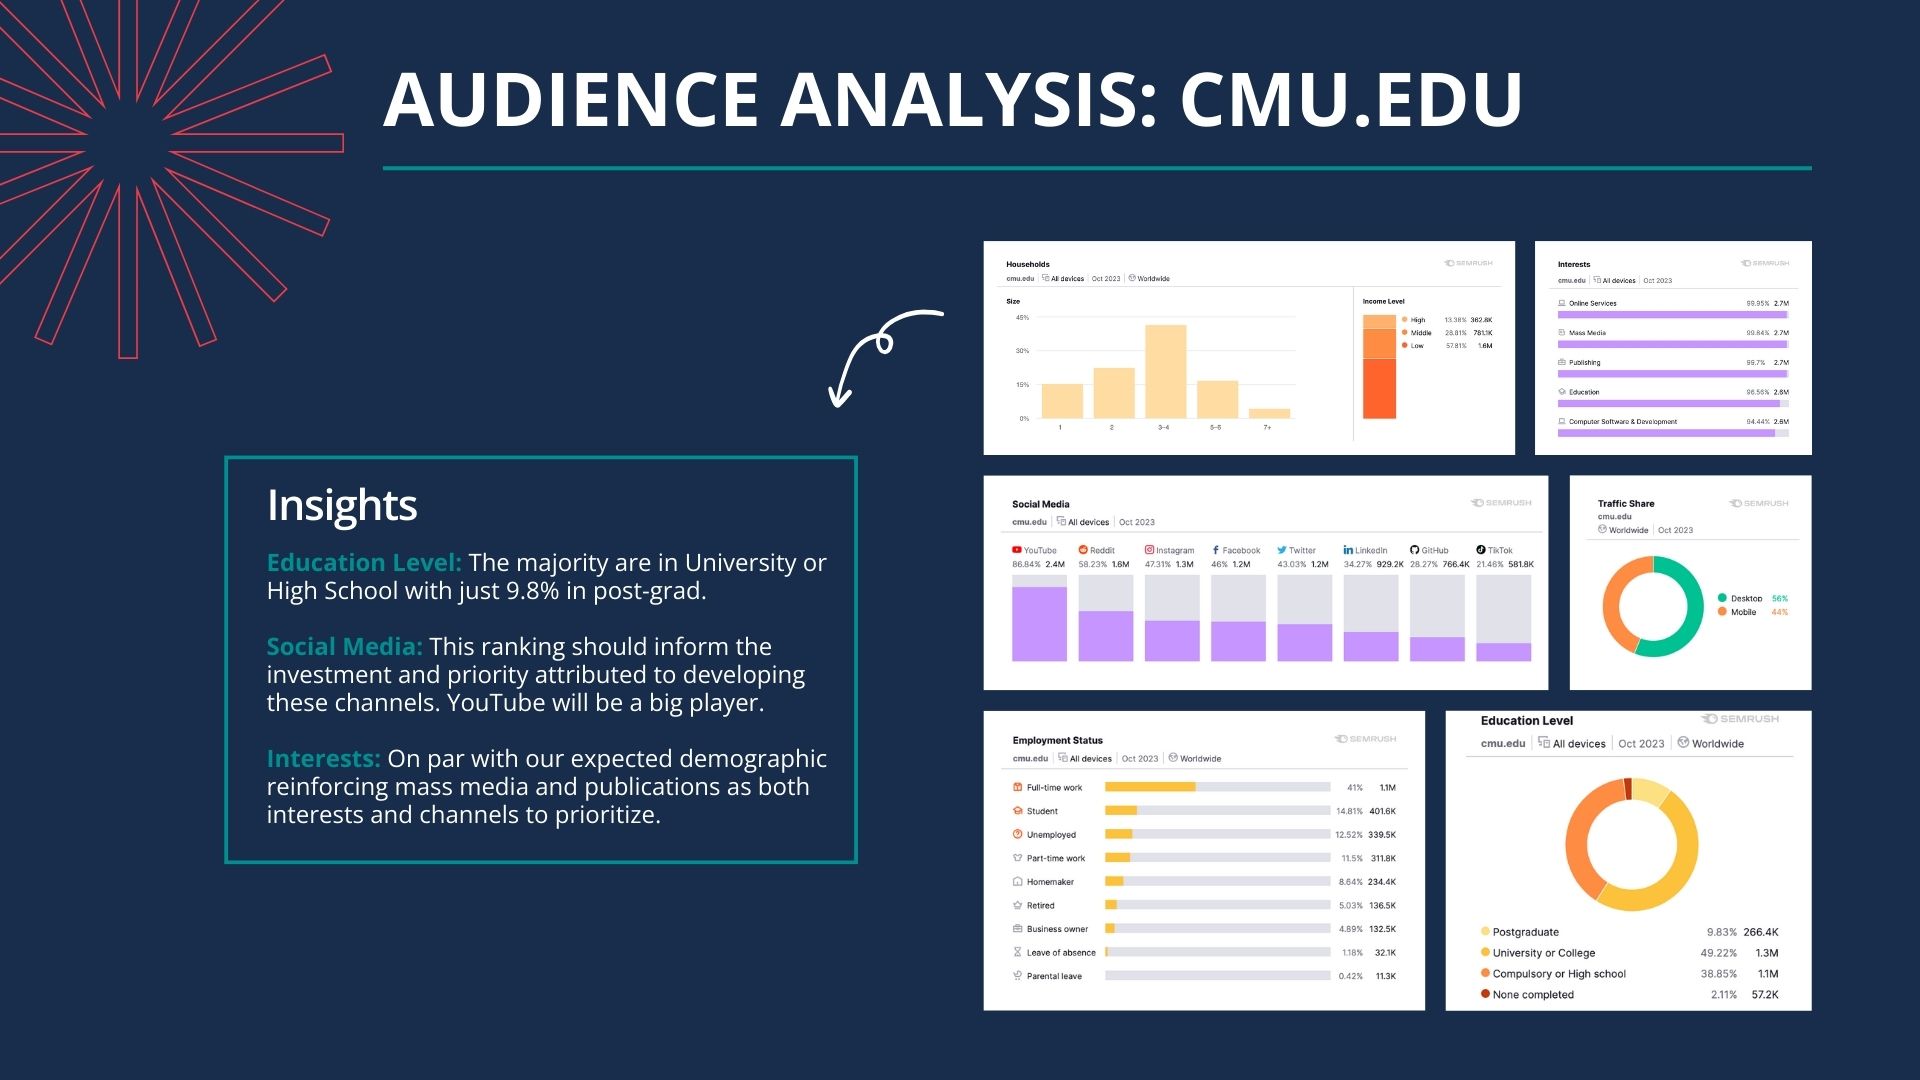 AUDIENCE ANALYSIS: CMU.EDU
Insights
Education Level: The majority are in University or
High School with just 9.8% in post-grad.
Social Media: This ranking should inform the
investment and priority attributed to developing
these channels. YouTube will be a big player.
Interests: On par with our expected demographic
reinforcing mass media and publications as both
interests and channels to prioritize.
Households
SEMRUSH
cmu.edu All devices Oct 2023 Worldwide
Size
45%
30%
15%
0%
1 2 3-4 5-6 7+
Income Level
High 13.38% 362.8K
Middle 28.81% 781.1K
Low 57.81% 1.6M
Interests
SEMRUSH
cmu.edu All devices Oct 2023
Online Services 99.95% 2.7M
Mass Media 99.84% 2.7M
Publishing 99.7% 2.7M
Education 96.56% 2.6M
Computer Software & Development 94.44% 2.6M
Social Media
SEMRUSH
cmu.edu All devices Oct 2023
YouTube Reddit Instagram Facebook Twitter LinkedIn GitHub TikTok
86.84% 2.4M 58.23% 1.6M 47.31% 1.3M 46% 1.2M 43.03% 1.2M 34.27% 929.2K 28.27% 766.4K 21.46% 581.8K
Traffic Share
SEMRUSH
cmu.edu
Worldwide Oct 2023
Desktop 56%
Mobile 44%
Employment Status
SEMRUSH
cmu.edu All devices Oct 2023 Worldwide
Full-time work 41% 1.1M
Student 14.81% 401.6K
Unemployed 12.52% 339.5K
Part-time work 11.5% 311.8K
Homemaker 8.64% 234.4K
Retired 5.03% 136.5K
Business owner 4.89% 132.5K
Leave of absence 1.18% 32.1K
Parental leave 0.42% 11.3K
Education Level
SEMRUSH
cmu.edu All devices Oct 2023 Worldwide
Postgraduate 9.83% 266.4K
University or College 49.22% 1.3M
Compulsory or High school 38.85% 1.1M
None completed 2.11% 57.2K